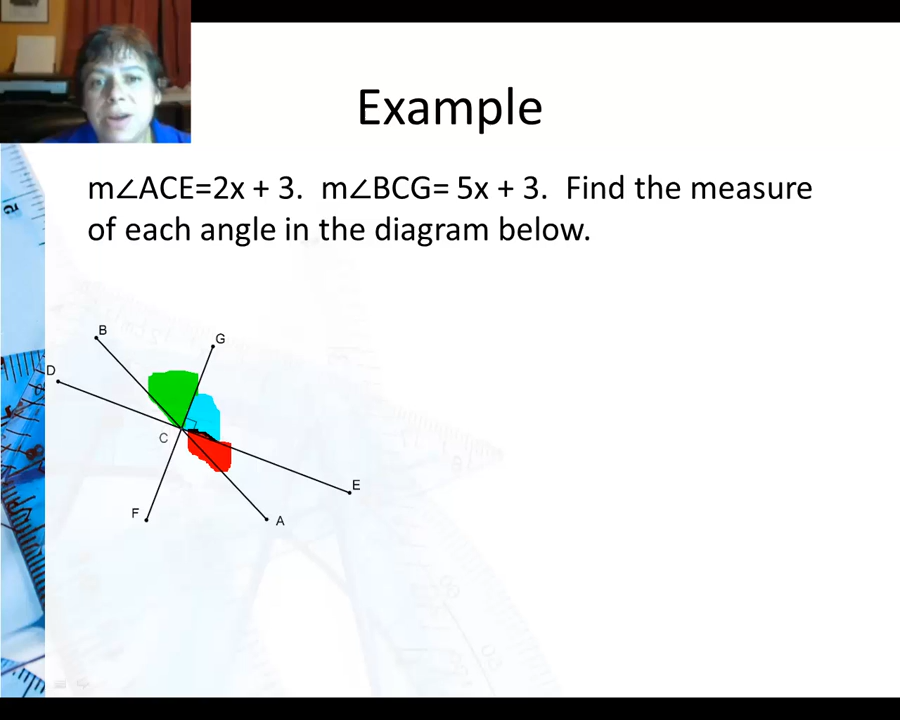 Example
m∠ACE=2x + 3. m∠BCG= 5x + 3. Find the measure
of each angle in the diagram below.
B
G
D
C
E
F
A